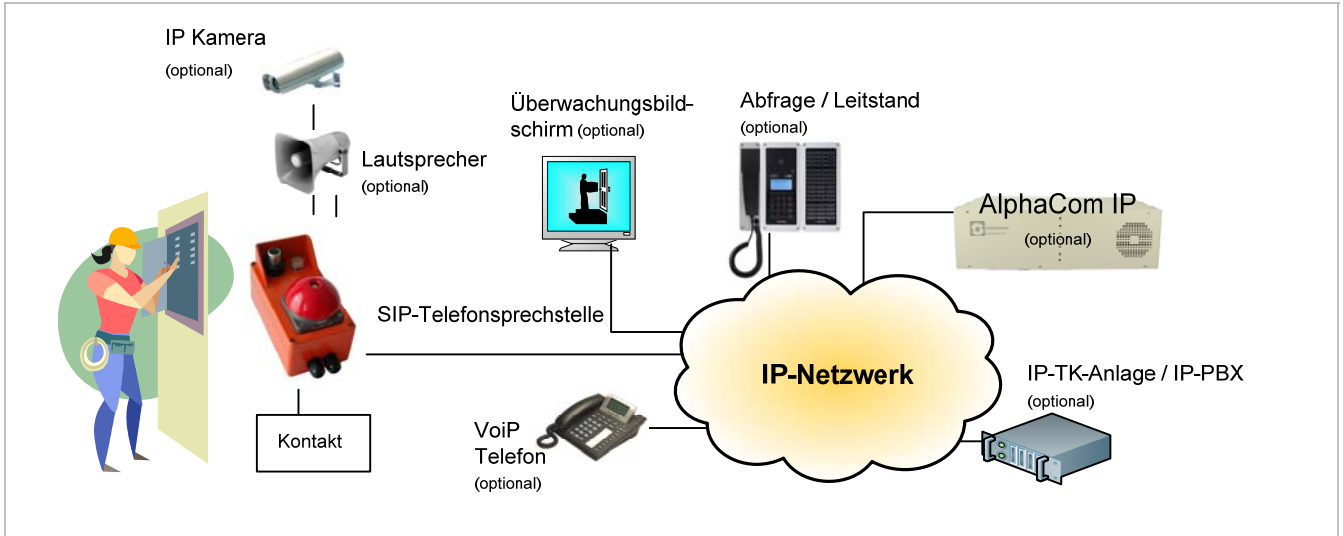 IP Kamera
(optional)
Lautsprecher
(optional)
Überwachungsbild-
schirm (optional)
Abfrage / Leitstand
(optional)
AlphaCom IP
(optional)
SIP-Telefonsprechstelle
IP-Netzwerk
IP-TK-Anlage / IP-PBX
(optional)
Kontakt
VoiP
Telefon
(optional)